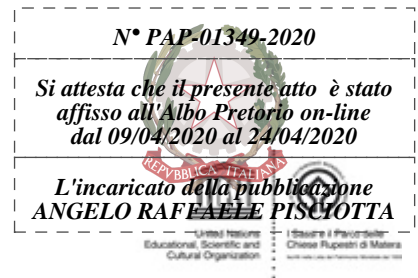 N° PAP-01349-2020
Si attesta che il presente atto è stato
affisso all'Albo Pretorio on-line
dal 09/04/2020 al 24/04/2020
REPVBBLICA ITALIANA
L'incaricato della pubblicazione
ANGELO RAFFAELE PISCIOTTA
United Nations
Educational, Scientific and
Cultural Organization
I Sassi e il Parco delle
Chiese Rupestri di Matera